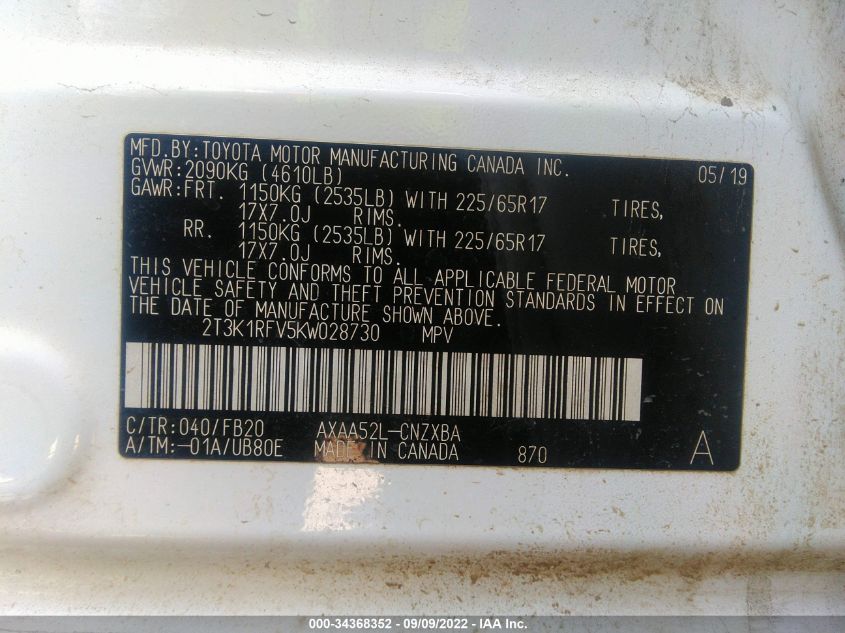 MFD.BY:TOYOTA MOTOR MANUFACTURING CANADA INC. 05/19
GVWR:2090KG (4610LB)
GAWR:FRT. 1150KG (2535LB) WITH 225/65R17 TIRES,
17X7.0J RIMS.
RR. 1150KG (2535LB) WITH 225/65R17 TIRES,
17X7.0J RIMS.
THIS VEHICLE CONFORMS TO ALL APPLICABLE FEDERAL MOTOR
VEHICLE SAFETY AND THEFT PREVENTION STANDARDS IN EFFECT ON
THE DATE OF MANUFACTURE SHOWN ABOVE.
2T3K1RFV5KW028730 MPV
C/TR:040/FB20 AXAA52L-CNZXBA
A/TM:-01A/UB80E MADE IN CANADA 870 A
000-34368352 - 09/09/2022 - IAA Inc.